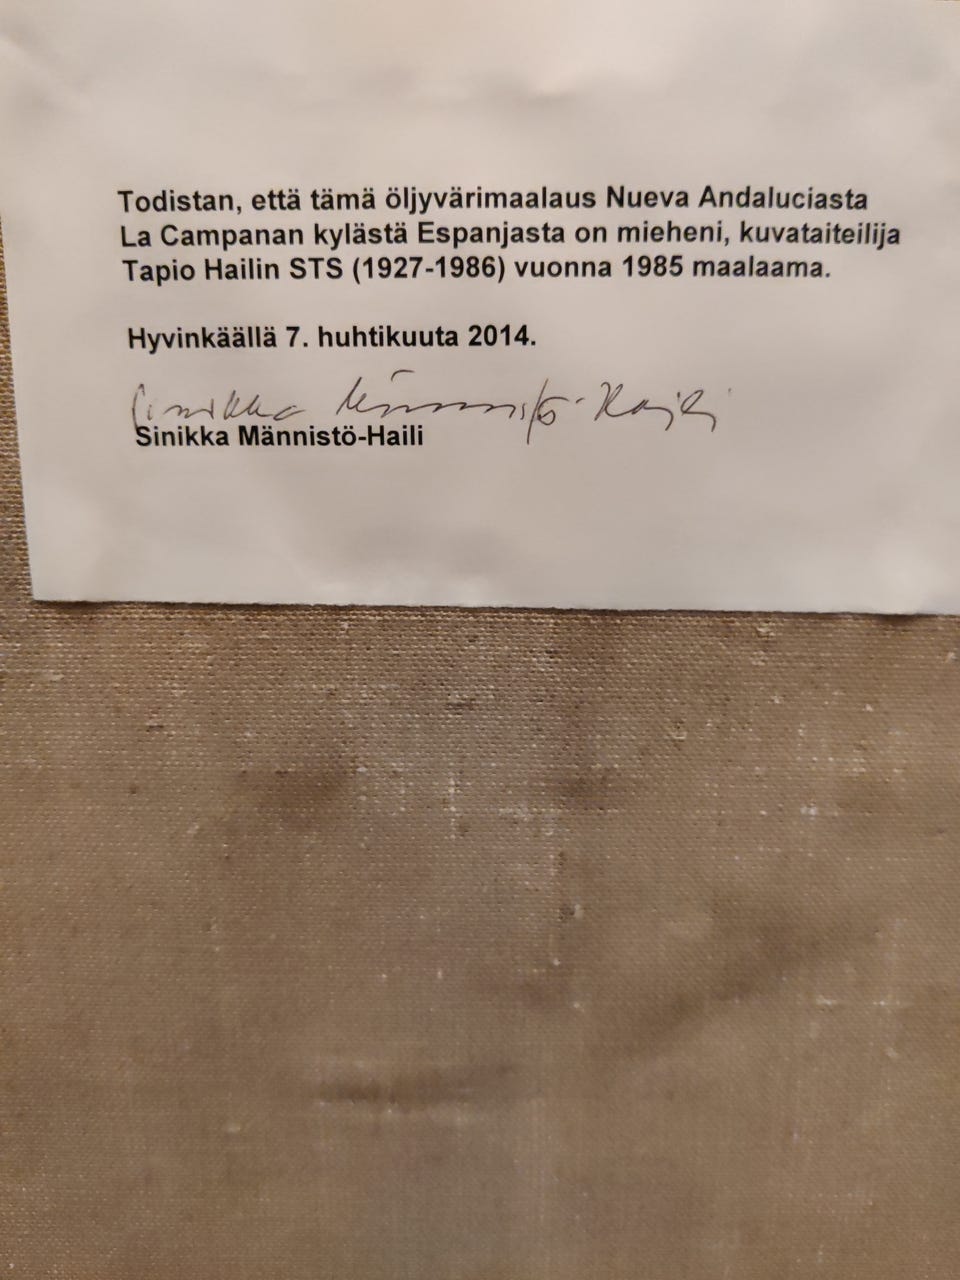 Todistan, että tämä öljyvärimaalaus Nueva Andaluciasta
La Campanan kylästä Espanjasta on mieheni, kuvataiteilija
Tapio Hailin STS (1927-1986) vuonna 1985 maalaama.
Hyvinkäällä 7. huhtikuuta 2014.
Sinikka Männistö-Haili
Sinikka Männistö-Haili